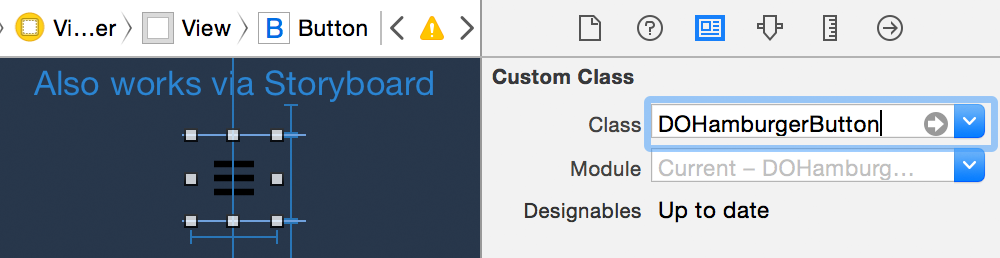 Vi...er View B Button
Also works via Storyboard
Custom Class
Class DOHamburgerButton
Module Current – DOHamburg...
Designables Up to date